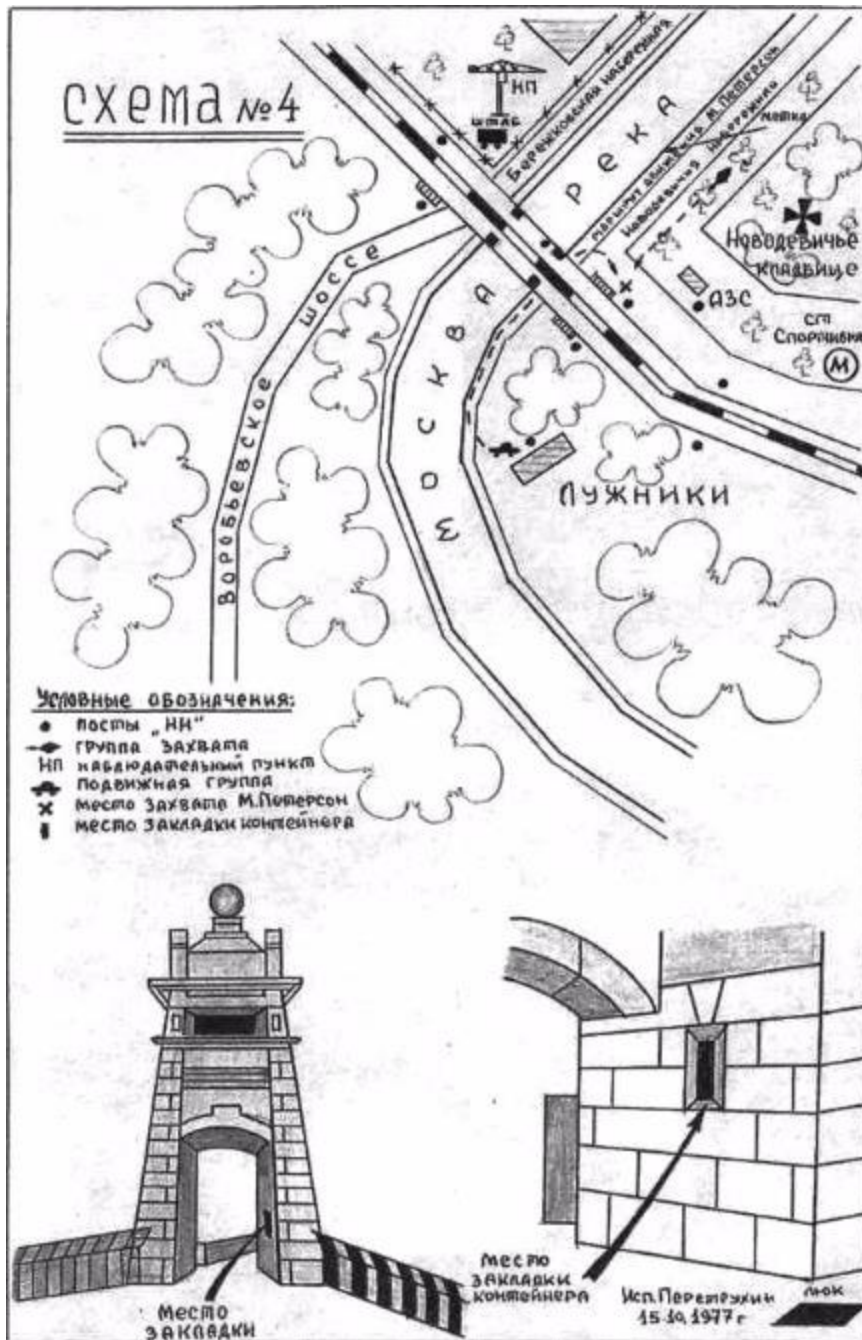 СХЕМА №4
НП
ШТАБ
БЕРЕЖКОВСКАЯ НАБЕРЕЖНАЯ
РЕКА
МАРШРУТ ДВИЖЕНИЯ М. ПЕТЕРСОН
НОВОДЕВИЧЬЯ НАБЕРЕЖНАЯ
МЕТКА
НОВОДЕВИЧЬЕ
КЛАДБИЩЕ
АЗС
СТ.
СПОРТИВНАЯ
М
ВОРОБЬЕВСКОЕ ШОССЕ
МОСКВА
ЛУЖНИКИ
УСЛОВНЫЕ ОБОЗНАЧЕНИЯ:
ПОСТЫ „НН"
ГРУППА ЗАХВАТА
НП НАБЛЮДАТЕЛЬНЫЙ ПУНКТ
ПОДВИЖНАЯ ГРУППА
МЕСТО ЗАХВАТА М.ПЕТЕРСОН
МЕСТО ЗАКЛАДКИ КОНТЕЙНЕРА
МЕСТО
ЗАКЛАДКИ
МЕСТО
ЗАКЛАДКИ
КОНТЕЙНЕРА
Исп. Перетрухин
15.10.1977 г